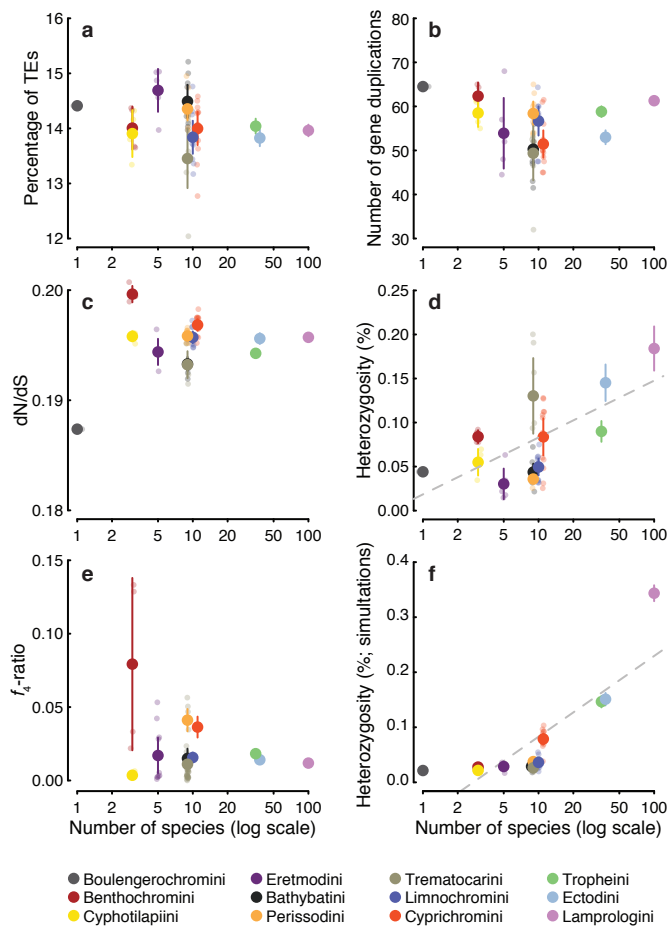 a
Percentage of TEs
16
15
14
13
12
1 2 5 10 20 50 100
b
Number of gene duplications
80
70
60
50
40
30
1 2 5 10 20 50 100
c
dN/dS
0.20
0.19
0.18
1 2 5 10 20 50 100
d
Heterozygosity (%)
0.25
0.20
0.15
0.10
0.05
0.00
1 2 5 10 20 50 100
e
f4-ratio
0.15
0.10
0.05
0.00
1 2 5 10 20 50 100
Number of species (log scale)
f
Heterozygosity (%; simultations)
0.4
0.3
0.2
0.1
0.0
1 2 5 10 20 50 100
Number of species (log scale)
Boulengerochromini Eretmodini Trematocarini Tropheini
Benthochromini Bathybatini Limnochromini Ectodini
Cyphotilapiini Perissodini Cyprichromini Lamprologini